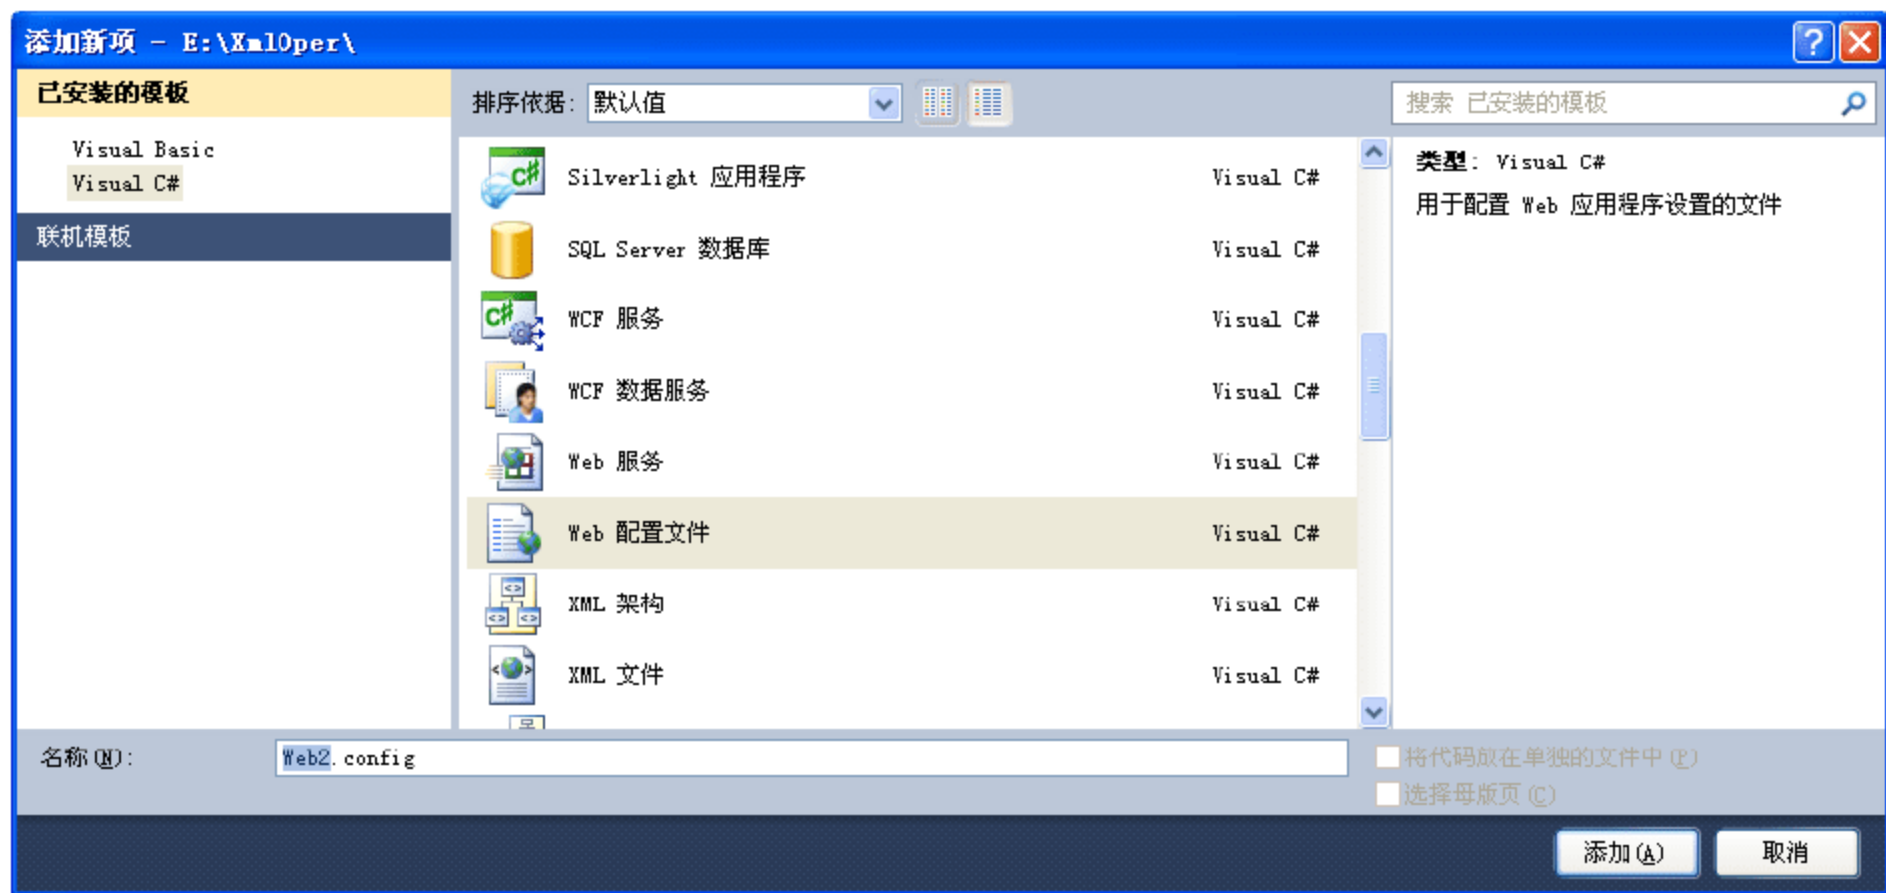 添加新项 - E:\XmlOper\
已安装的模板
Visual Basic
Visual C#
联机模板
排序依据: 默认值
搜索 已安装的模板
Silverlight 应用程序 Visual C#
SQL Server 数据库 Visual C#
WCF 服务 Visual C#
WCF 数据服务 Visual C#
Web 服务 Visual C#
Web 配置文件 Visual C#
XML 架构 Visual C#
XML 文件 Visual C#
类型: Visual C#
用于配置 Web 应用程序设置的文件
名称(N): Web2.config
将代码放在单独的文件中(P)
选择母版页(C)
添加(A) 取消